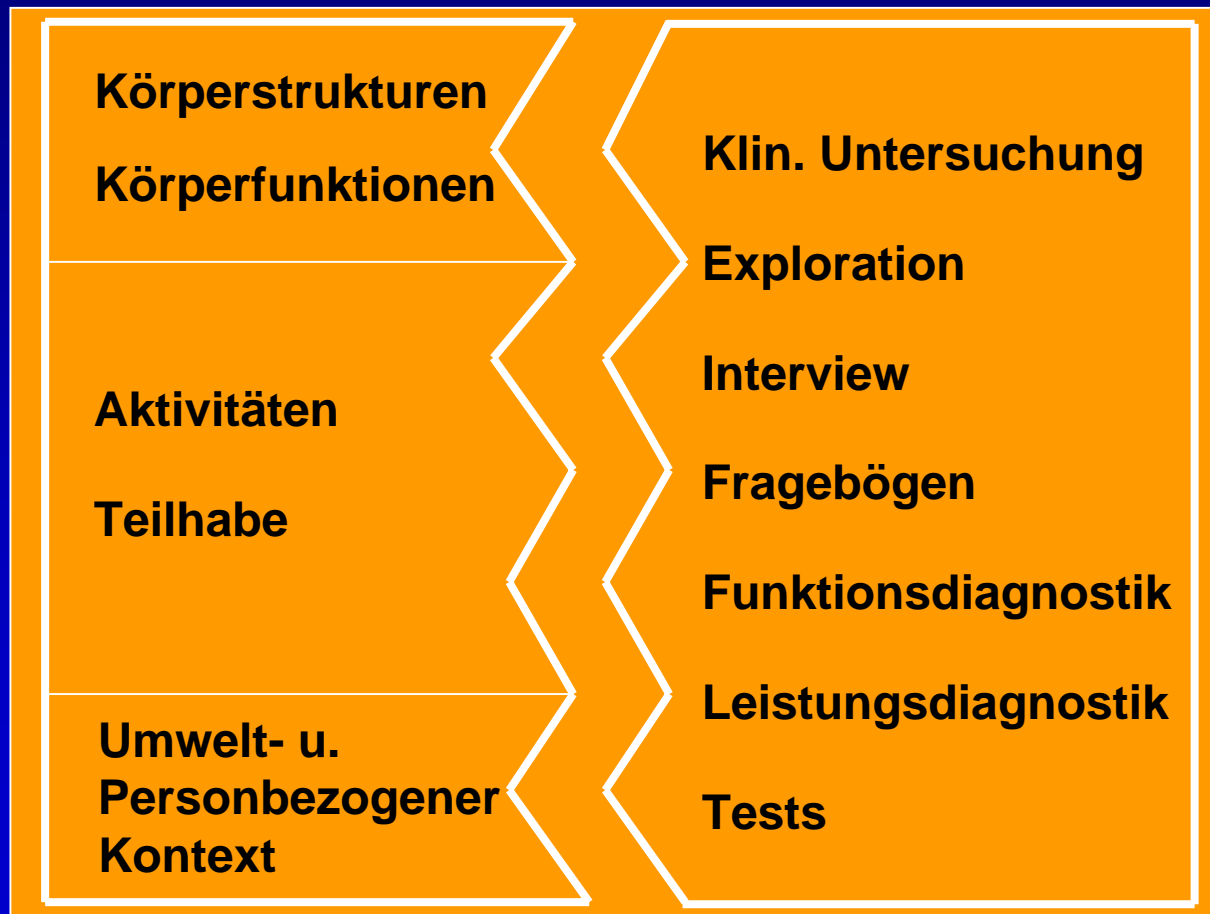 Körperstrukturen
Körperfunktionen
Aktivitäten
Teilhabe
Umwelt- u.
Personbezogener
Kontext
Klin. Untersuchung
Exploration
Interview
Fragebögen
Funktionsdiagnostik
Leistungsdiagnostik
Tests